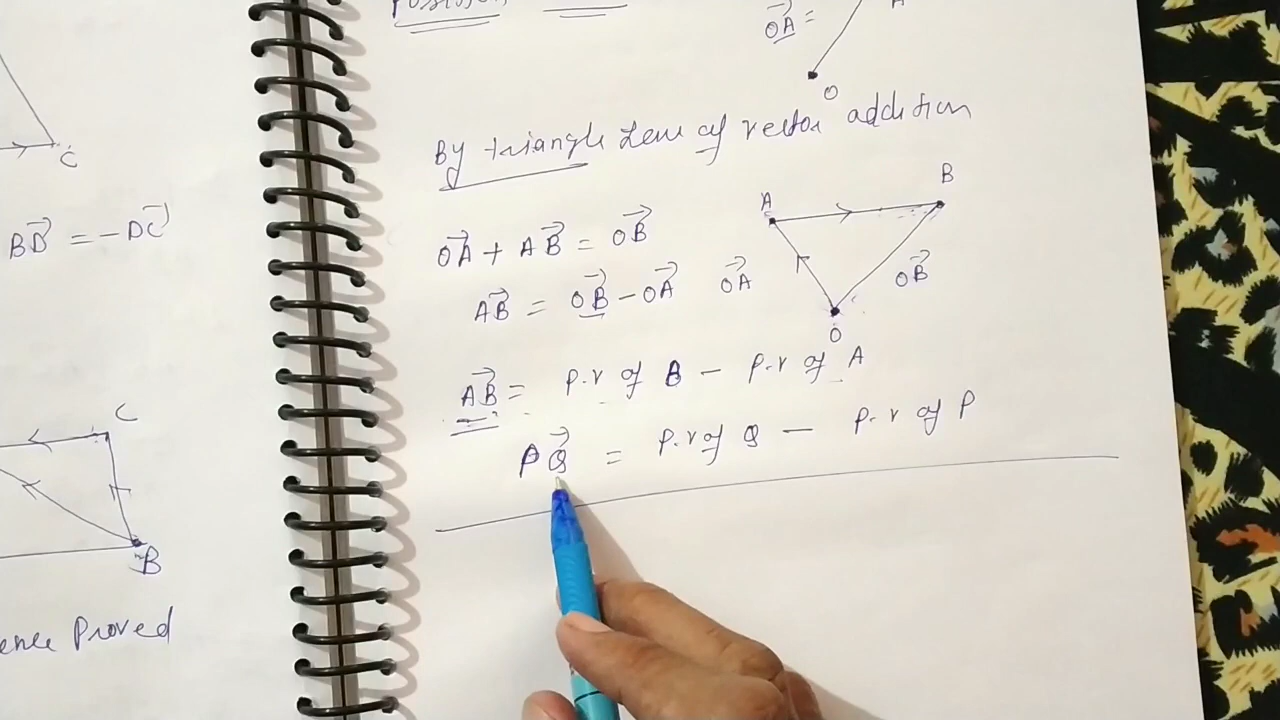 C
BD⃗ = -DC⃗
C
B
Proved
OA⃗ =
A
O
By triangle Law of vector addition
A B
OA⃗ + AB⃗ = OB⃗
AB⃗ = OB⃗ - OA⃗
OA⃗ OB⃗
O
AB⃗ = P.V of B - P.V of A
PQ⃗ = P.V of Q - P.V of P